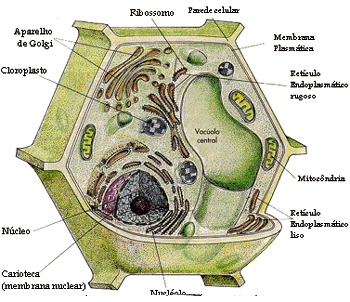 Ribossomo
Parede celular
Aparelho
de Golgi
Membrana
Plasmática
Cloroplasto
Retículo
Endoplasmático
rugoso
Vacúolo
central
Mitocôndria
Núcleo
Retículo
Endoplasmático
liso
Carioteca
(membrana nuclear)
Nucléolo